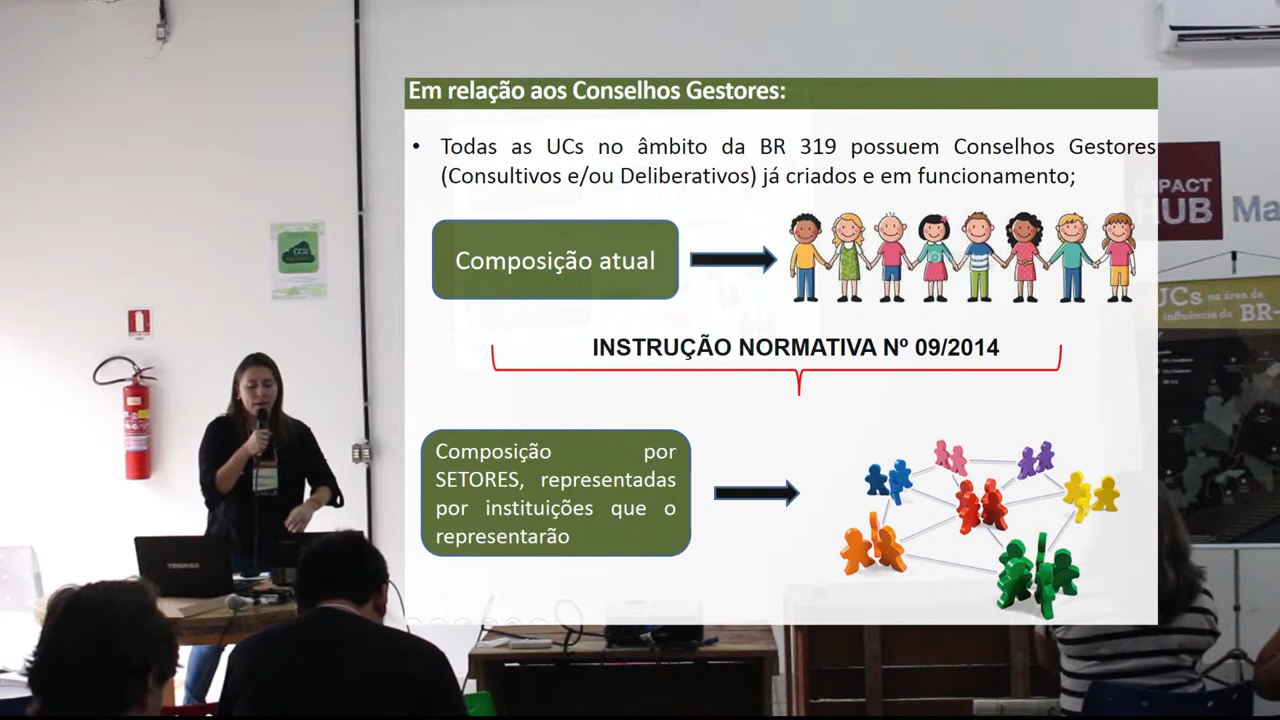 Em relação aos Conselhos Gestores:
• Todas as UCs no âmbito da BR 319 possuem Conselhos Gestores
(Consultivos e/ou Deliberativos) já criados e em funcionamento;
Composição atual
INSTRUÇÃO NORMATIVA Nº 09/2014
Composição por
SETORES, representadas
por instituições que o
representarão
IMPACT
HUB
Ma
UCs na área de
influência da BR-
TOSHIBA